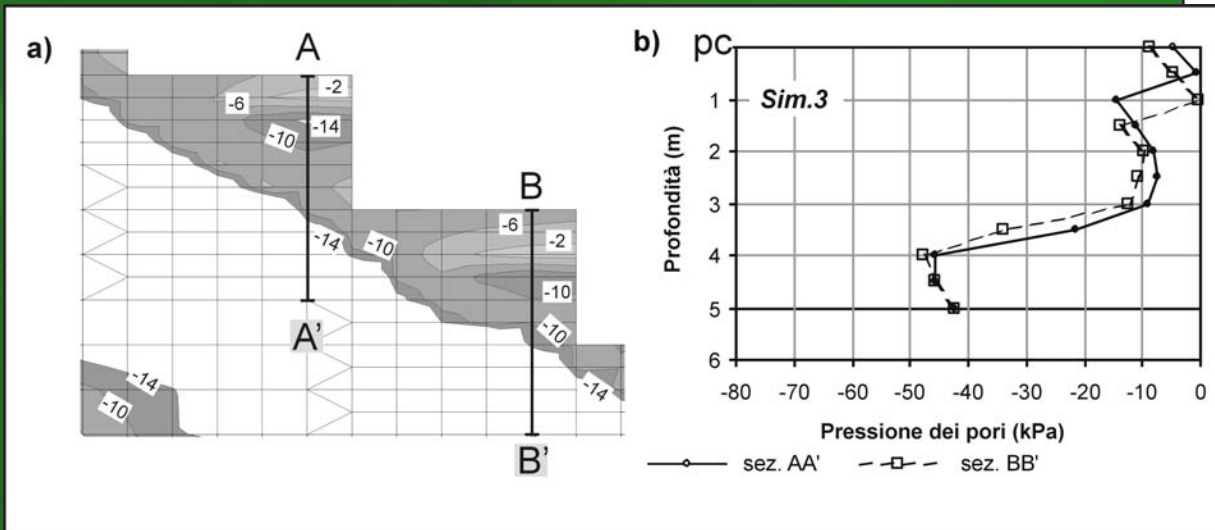 a)
A
-2
-6
-14
-10
B
-6
-2
-14
-10
-10
A'
-10
-14
-14
-10
B'
b)
pc
Sim.3
1
2
3
4
5
6
Profondità (m)
-80 -70 -60 -50 -40 -30 -20 -10 0
Pressione dei pori (kPa)
sez. AA' sez. BB'